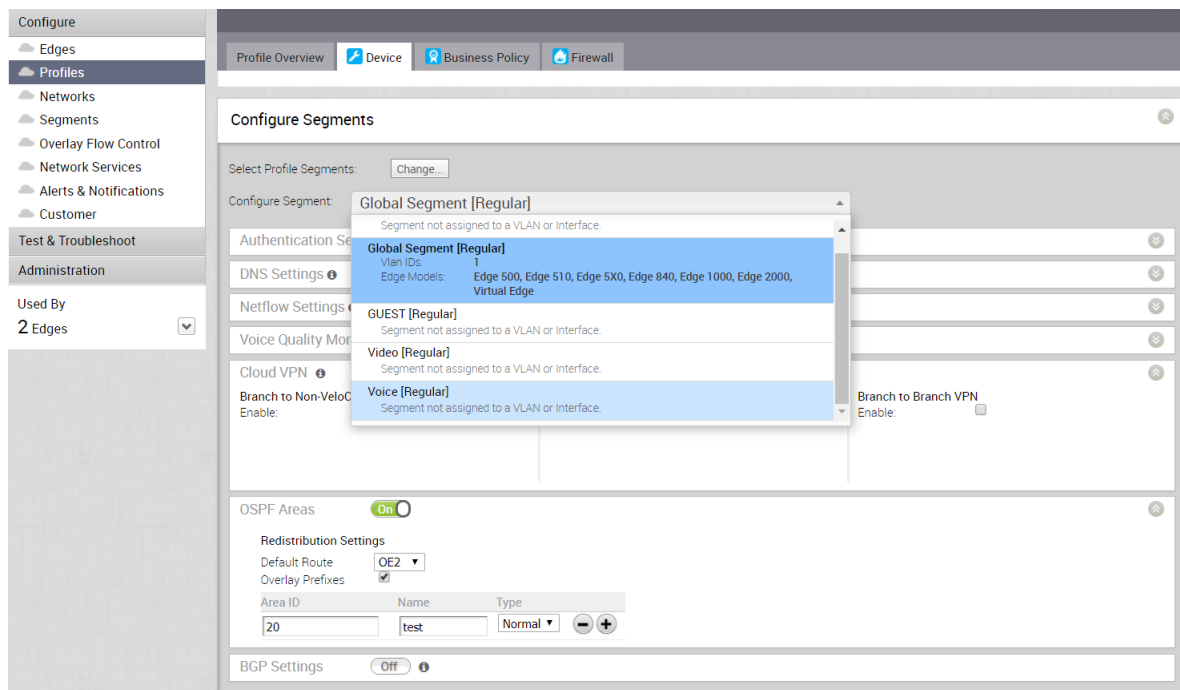 Configure
Edges
Profiles
Networks
Segments
Overlay Flow Control
Network Services
Alerts & Notifications
Customer
Test & Troubleshoot
Administration
Used By
2 Edges
Profile Overview
Device
Business Policy
Firewall
Configure Segments
Select Profile Segments: Change...
Configure Segment: Global Segment [Regular]
Segment not assigned to a VLAN or Interface.
Global Segment [Regular]
Vlan IDs: 1
Edge Models: Edge 500, Edge 510, Edge 5X0, Edge 840, Edge 1000, Edge 2000,
Virtual Edge
GUEST [Regular]
Segment not assigned to a VLAN or Interface.
Video [Regular]
Segment not assigned to a VLAN or Interface.
Voice [Regular]
Segment not assigned to a VLAN or Interface.
Authentication Se
DNS Settings
Netflow Settings
Voice Quality Mon
Cloud VPN
Branch to Non-VeloC
Enable:
Branch to Branch VPN
Enable:
OSPF Areas On
Redistribution Settings
Default Route OE2
Overlay Prefixes
Area ID Name Type
20 test Normal
BGP Settings Off